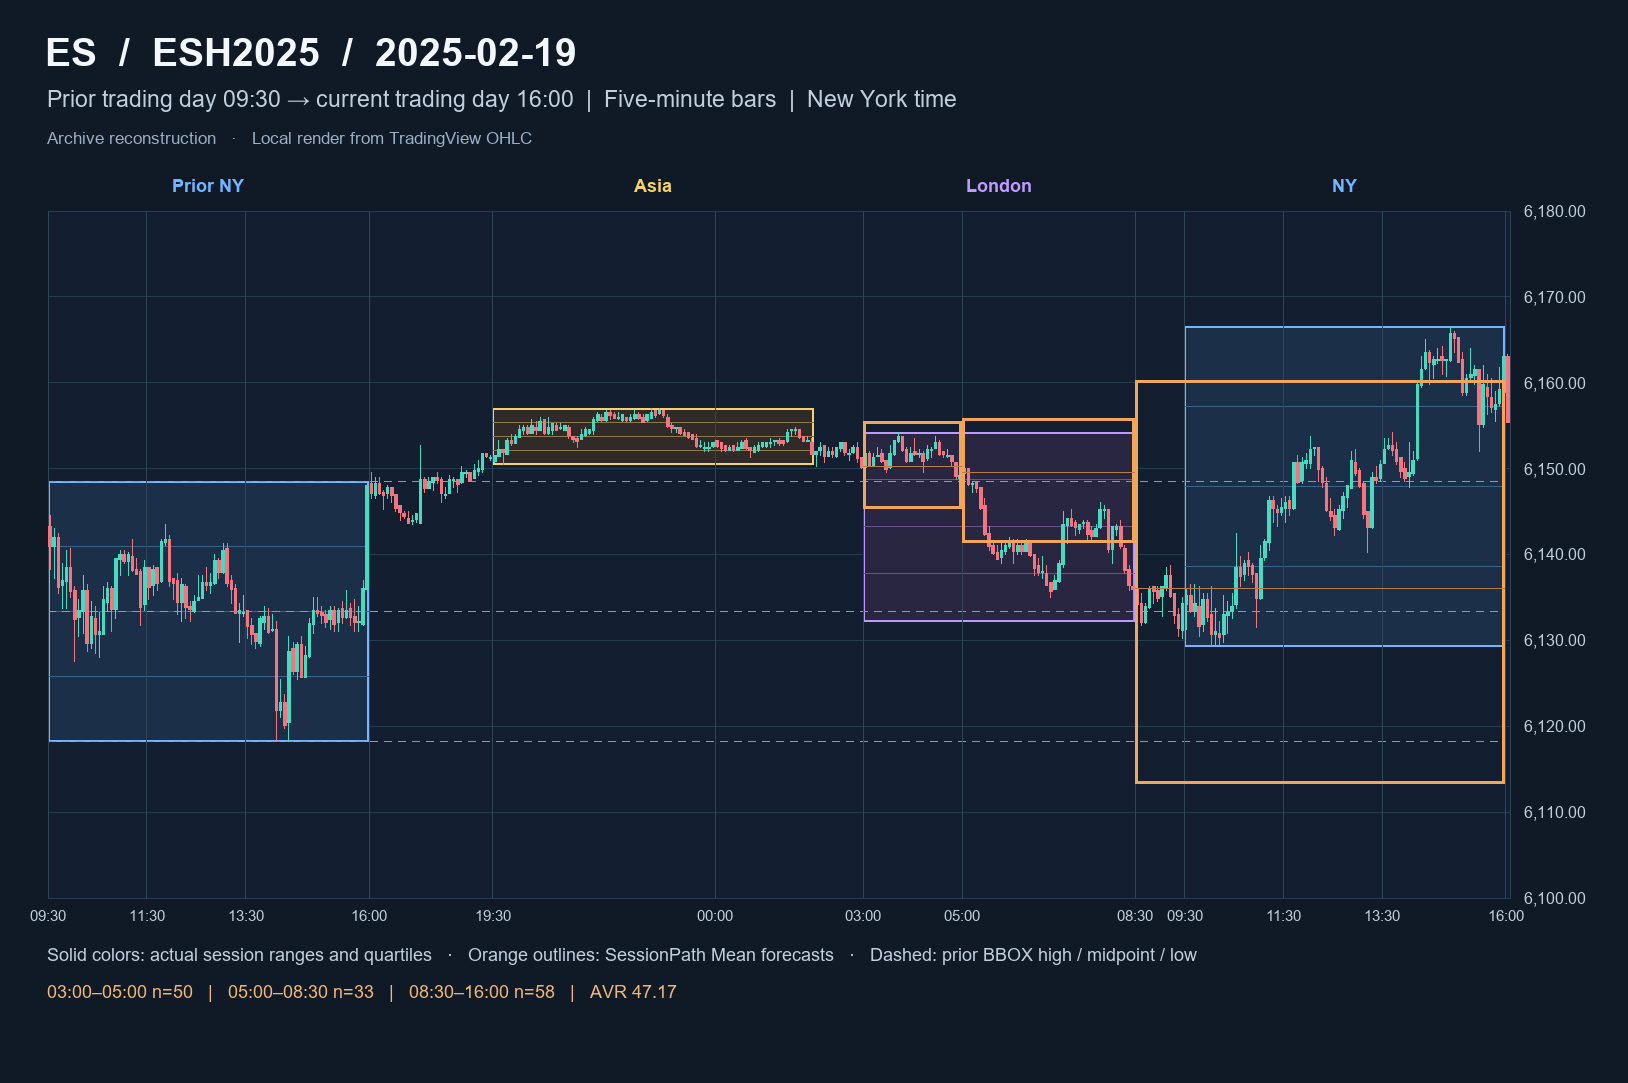 ES / ESH2025 / 2025-02-19
Prior trading day 09:30 → current trading day 16:00 | Five-minute bars | New York time
Archive reconstruction · Local render from TradingView OHLC
Prior NY Asia London NY
6,180.00
6,170.00
6,160.00
6,150.00
6,140.00
6,130.00
6,120.00
6,110.00
6,100.00
09:30 11:30 13:30 16:00 19:30 00:00 03:00 05:00 08:30 09:30 11:30 13:30 16:00
Solid colors: actual session ranges and quartiles · Orange outlines: SessionPath Mean forecasts · Dashed: prior BBOX high / midpoint / low
03:00–05:00 n=50 | 05:00–08:30 n=33 | 08:30–16:00 n=58 | AVR 47.17